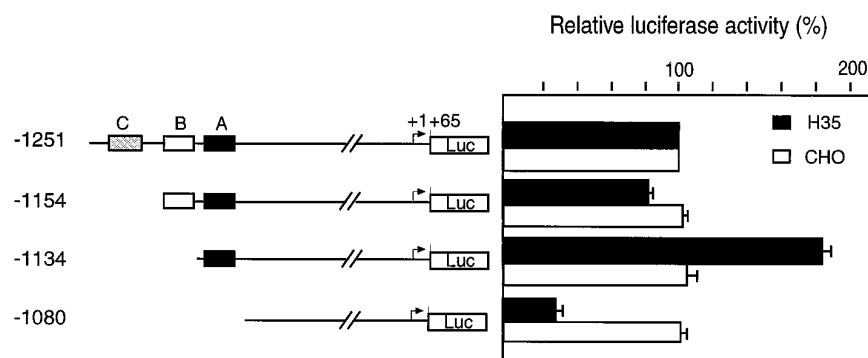 Relative luciferase activity (%)
100
200
C
B
A
+1
+65
-1251
Luc
H35
CHO
-1154
Luc
-1134
Luc
-1080
Luc